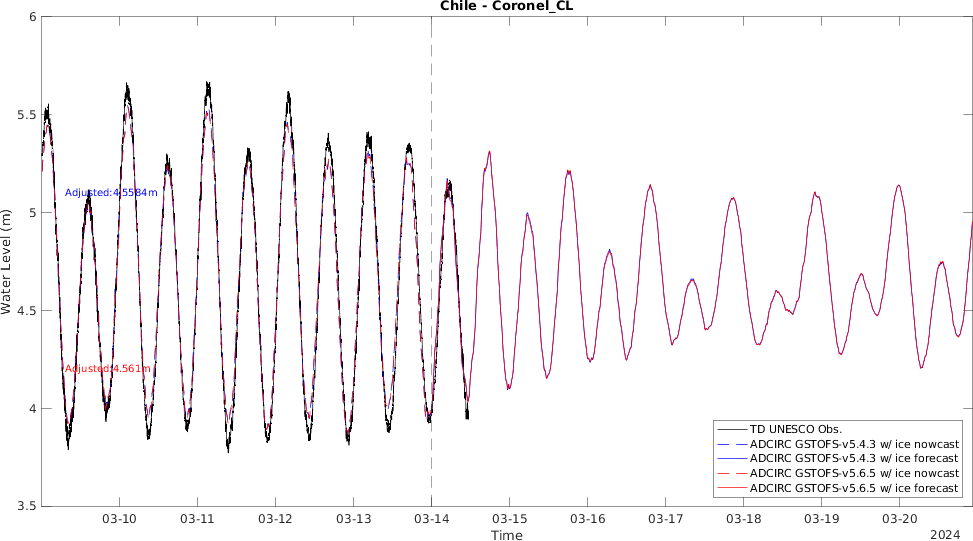 Chile - Coronel_CL
6
5.5
5
4.5
4
3.5
Water Level (m)
Adjusted:4.5584m
Adjusted:4.561m
TD UNESCO Obs.
ADCIRC GSTOFS-v5.4.3 w/ ice nowcast
ADCIRC GSTOFS-v5.4.3 w/ ice forecast
ADCIRC GSTOFS-v5.6.5 w/ ice nowcast
ADCIRC GSTOFS-v5.6.5 w/ ice forecast
03-10 03-11 03-12 03-13 03-14 03-15 03-16 03-17 03-18 03-19 03-20
Time
2024